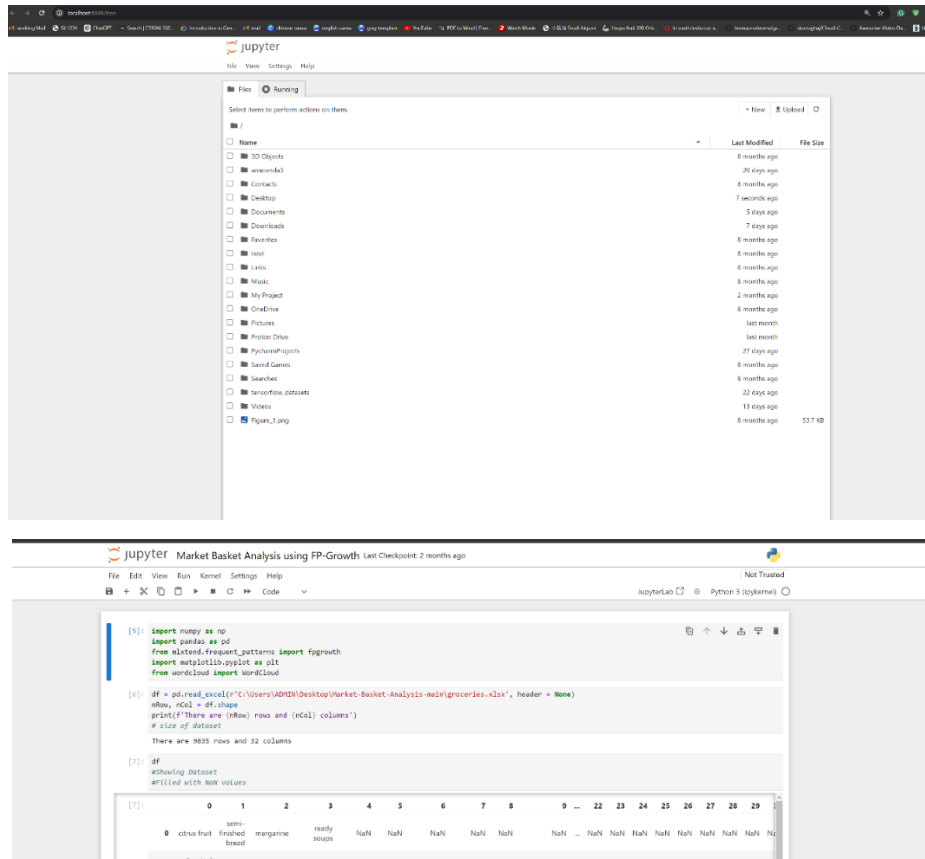 localhost:8888/tree
ChatGPT
YouTube
jupyter
File View Settings Help
Files Running
Select items to perform actions on them.
New Upload
/
Name Last Modified File Size
3D Objects 8 months ago
anaconda3 20 days ago
Contacts 8 months ago
Desktop 7 seconds ago
Documents 5 days ago
Downloads 7 days ago
Favorites 8 months ago
Intel 8 months ago
Links 8 months ago
Music 8 months ago
My Project 2 months ago
OneDrive 8 months ago
Pictures last month
Proton Drive last month
PycharmProjects 27 days ago
Saved Games 8 months ago
Searches 8 months ago
tensorflow_datasets 22 days ago
Videos 13 days ago
Figure_1.png 8 months ago 53.7 KB
jupyter Market Basket Analysis using FP-Growth Last Checkpoint: 2 months ago
File Edit View Run Kernel Settings Help Not Trusted
Code JupyterLab Python 3 (ipykernel)
[5]: import numpy as np
import pandas as pd
from mlxtend.frequent_patterns import fpgrowth
import matplotlib.pyplot as plt
from wordcloud import WordCloud
[6]: df = pd.read_excel(r'C:\Users\ADMIN\Desktop\Market-Basket-Analysis-main\groceries.xlsx', header = None)
nRow, nCol = df.shape
print(f'There are {nRow} rows and {nCol} columns')
# size of dataset
There are 9835 rows and 32 columns
[7]: df
#Showing Dataset
#Filled with NaN values
[7]: 0 1 2 3 4 5 6 7 8 9 ... 22 23 24 25 26 27 28 29
0 citrus fruit semi-finished bread margarine ready soups NaN NaN NaN NaN NaN NaN ... NaN NaN NaN NaN NaN NaN NaN NaN